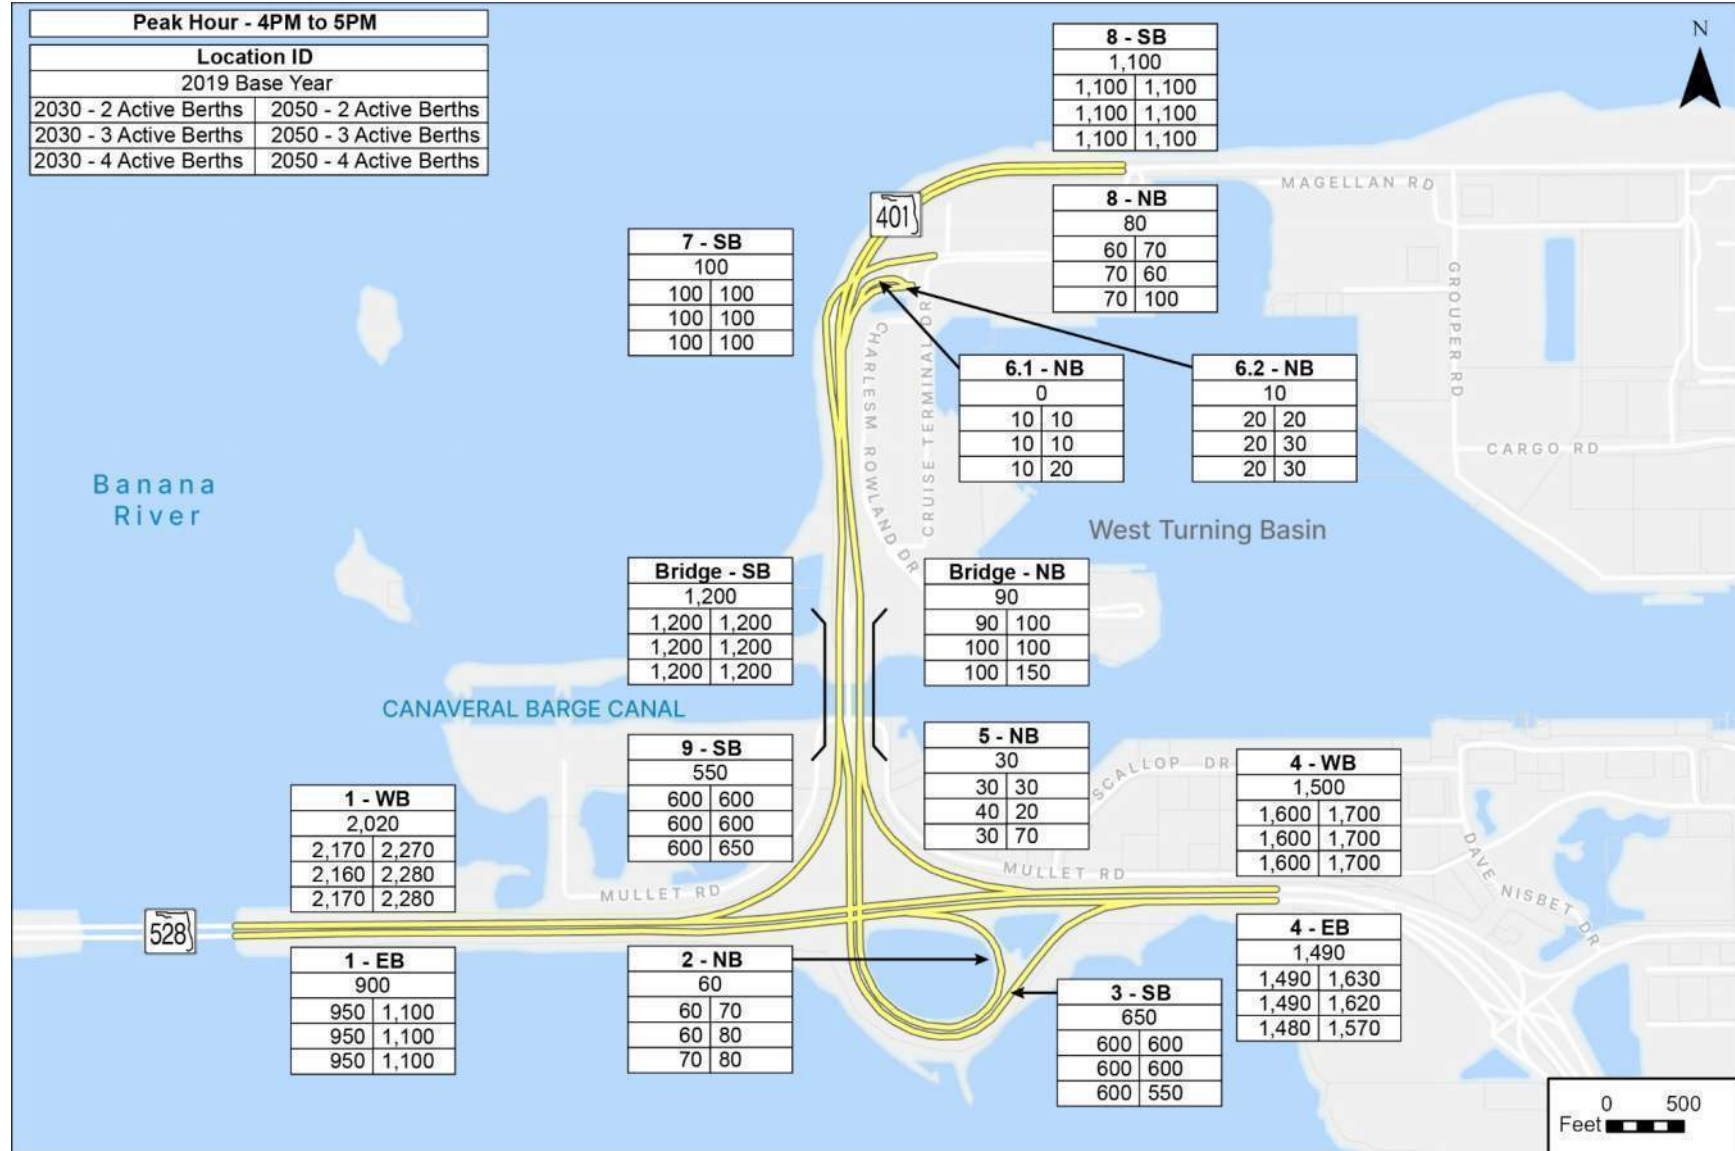 Peak Hour - 4PM to 5PM
Location ID
2019 Base Year
2030 - 2 Active Berths 2050 - 2 Active Berths
2030 - 3 Active Berths 2050 - 3 Active Berths
2030 - 4 Active Berths 2050 - 4 Active Berths
N
8 - SB
1,100
1,100 1,100
1,100 1,100
1,100 1,100
MAGELLAN RD
8 - NB
80
60 70
70 60
70 100
401
7 - SB
100
100 100
100 100
100 100
GROUPER RD
CHARLESM ROWLAND DR
CRUISE TERMINAL DR
6.1 - NB
0
10 10
10 10
10 20
6.2 - NB
10
20 20
20 30
20 30
CARGO RD
Banana
River
West Turning Basin
Bridge - SB
1,200
1,200 1,200
1,200 1,200
1,200 1,200
Bridge - NB
90
90 100
100 100
100 150
CANAVERAL BARGE CANAL
9 - SB
550
600 600
600 600
600 650
5 - NB
30
30 30
40 20
30 70
SCALLOP DR
4 - WB
1,500
1,600 1,700
1,600 1,700
1,600 1,700
1 - WB
2,020
2,170 2,270
2,160 2,280
2,170 2,280
MULLET RD
MULLET RD
DAVE NISBET DR
528
1 - EB
900
950 1,100
950 1,100
950 1,100
2 - NB
60
60 70
60 80
70 80
3 - SB
650
600 600
600 600
600 550
4 - EB
1,490
1,490 1,630
1,490 1,620
1,480 1,570
0 500
Feet